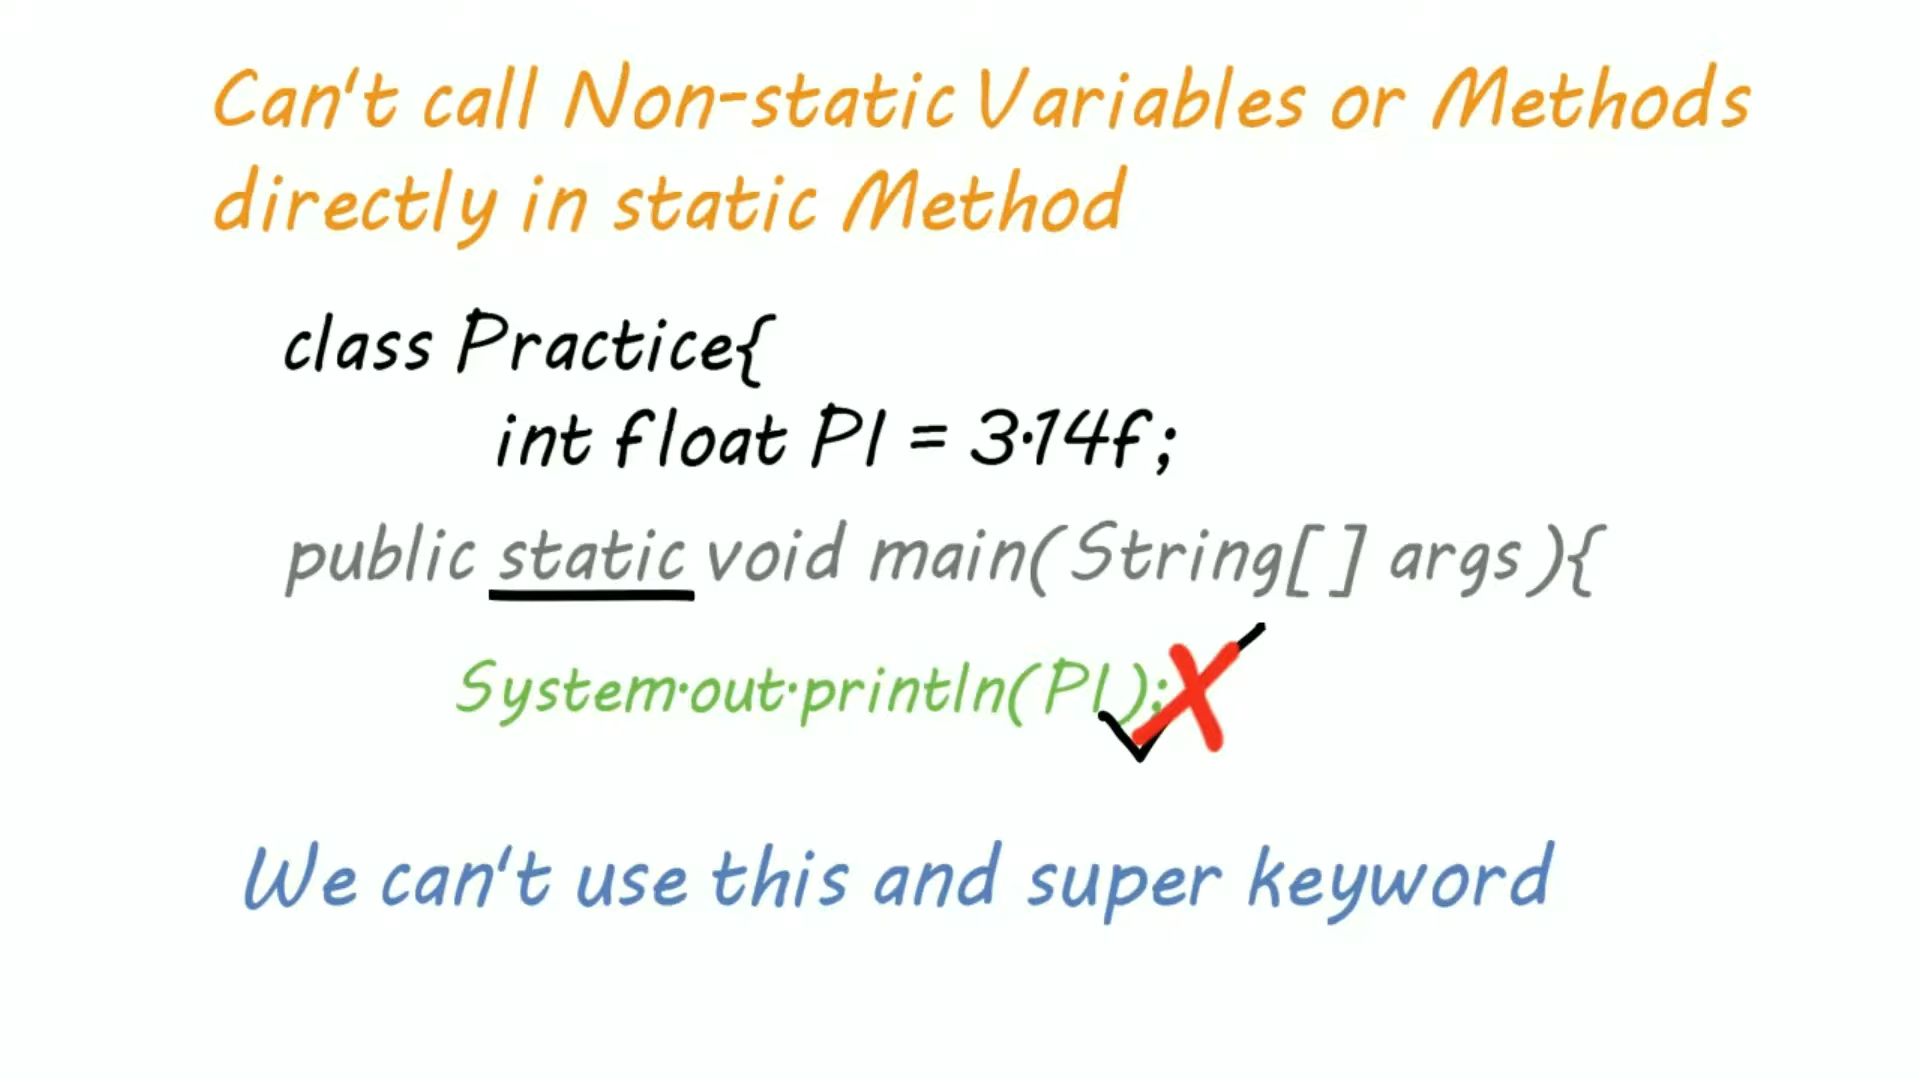 Can't call Non-static Variables or Methods
directly in static Method
class Practice{
int float PI = 3.14f;
public static void main(String[] args){
System.out.println(PI);
We can't use this and super keyword